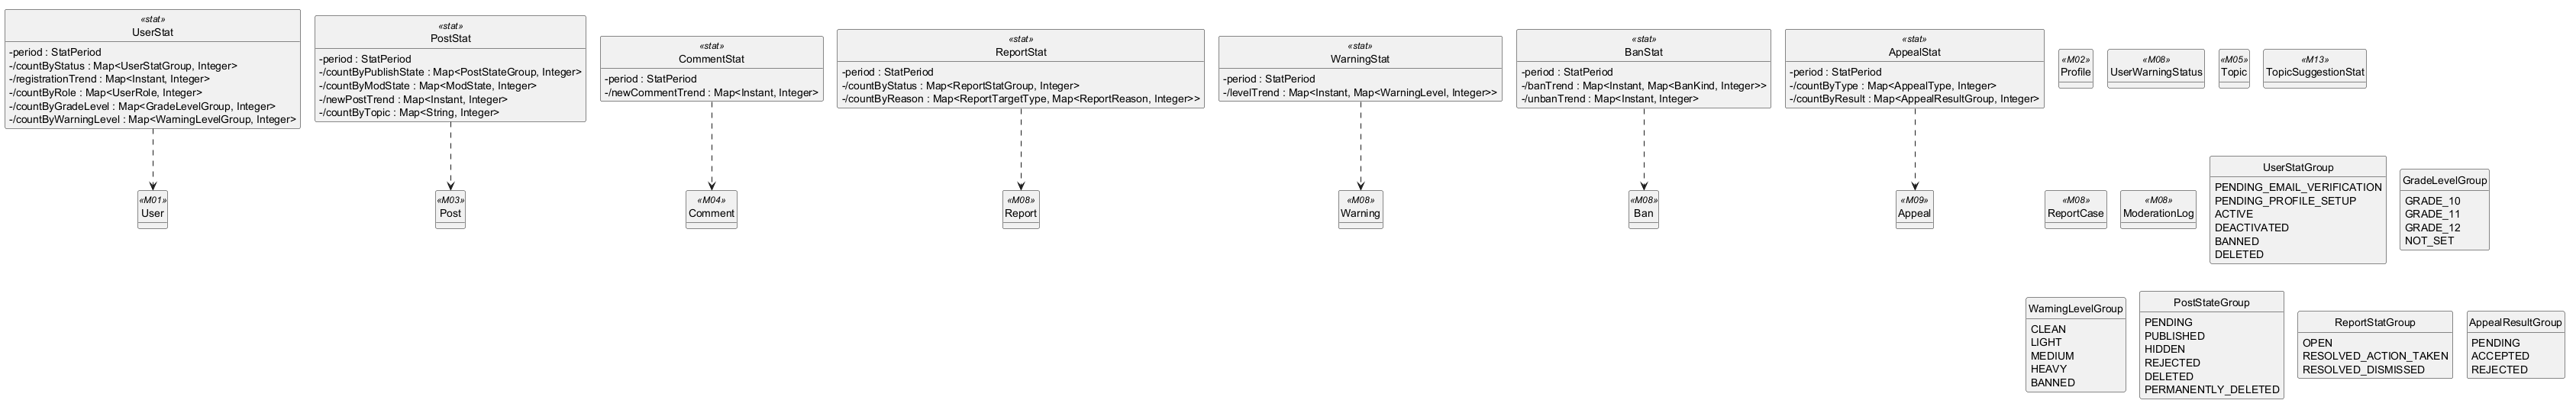 «stat»
UserStat
-period : StatPeriod
-/countByStatus : Map<UserStatGroup, Integer>
-/registrationTrend : Map<Instant, Integer>
-/countByRole : Map<UserRole, Integer>
-/countByGradeLevel : Map<GradeLevelGroup, Integer>
-/countByWarningLevel : Map<WarningLevelGroup, Integer>
«stat»
PostStat
-period : StatPeriod
-/countByPublishState : Map<PostStateGroup, Integer>
-/countByModState : Map<ModState, Integer>
-/newPostTrend : Map<Instant, Integer>
-/countByTopic : Map<String, Integer>
«stat»
CommentStat
-period : StatPeriod
-/newCommentTrend : Map<Instant, Integer>
«stat»
ReportStat
-period : StatPeriod
-/countByStatus : Map<ReportStatGroup, Integer>
-/countByReason : Map<ReportTargetType, Map<ReportReason, Integer>>
«stat»
WarningStat
-period : StatPeriod
-/levelTrend : Map<Instant, Map<WarningLevel, Integer>>
«stat»
BanStat
-period : StatPeriod
-/banTrend : Map<Instant, Map<BanKind, Integer>>
-/unbanTrend : Map<Instant, Integer>
«stat»
AppealStat
-period : StatPeriod
-/countByType : Map<AppealType, Integer>
-/countByResult : Map<AppealResultGroup, Integer>
«M02»
Profile
«M08»
UserWarningStatus
«M05»
Topic
«M13»
TopicSuggestionStat
«M01»
User
«M03»
Post
«M04»
Comment
«M08»
Report
«M08»
Warning
«M08»
Ban
«M09»
Appeal
«M08»
ReportCase
«M08»
ModerationLog
UserStatGroup
PENDING_EMAIL_VERIFICATION
PENDING_PROFILE_SETUP
ACTIVE
DEACTIVATED
BANNED
DELETED
GradeLevelGroup
GRADE_10
GRADE_11
GRADE_12
NOT_SET
WarningLevelGroup
CLEAN
LIGHT
MEDIUM
HEAVY
BANNED
PostStateGroup
PENDING
PUBLISHED
HIDDEN
REJECTED
DELETED
PERMANENTLY_DELETED
ReportStatGroup
OPEN
RESOLVED_ACTION_TAKEN
RESOLVED_DISMISSED
AppealResultGroup
PENDING
ACCEPTED
REJECTED